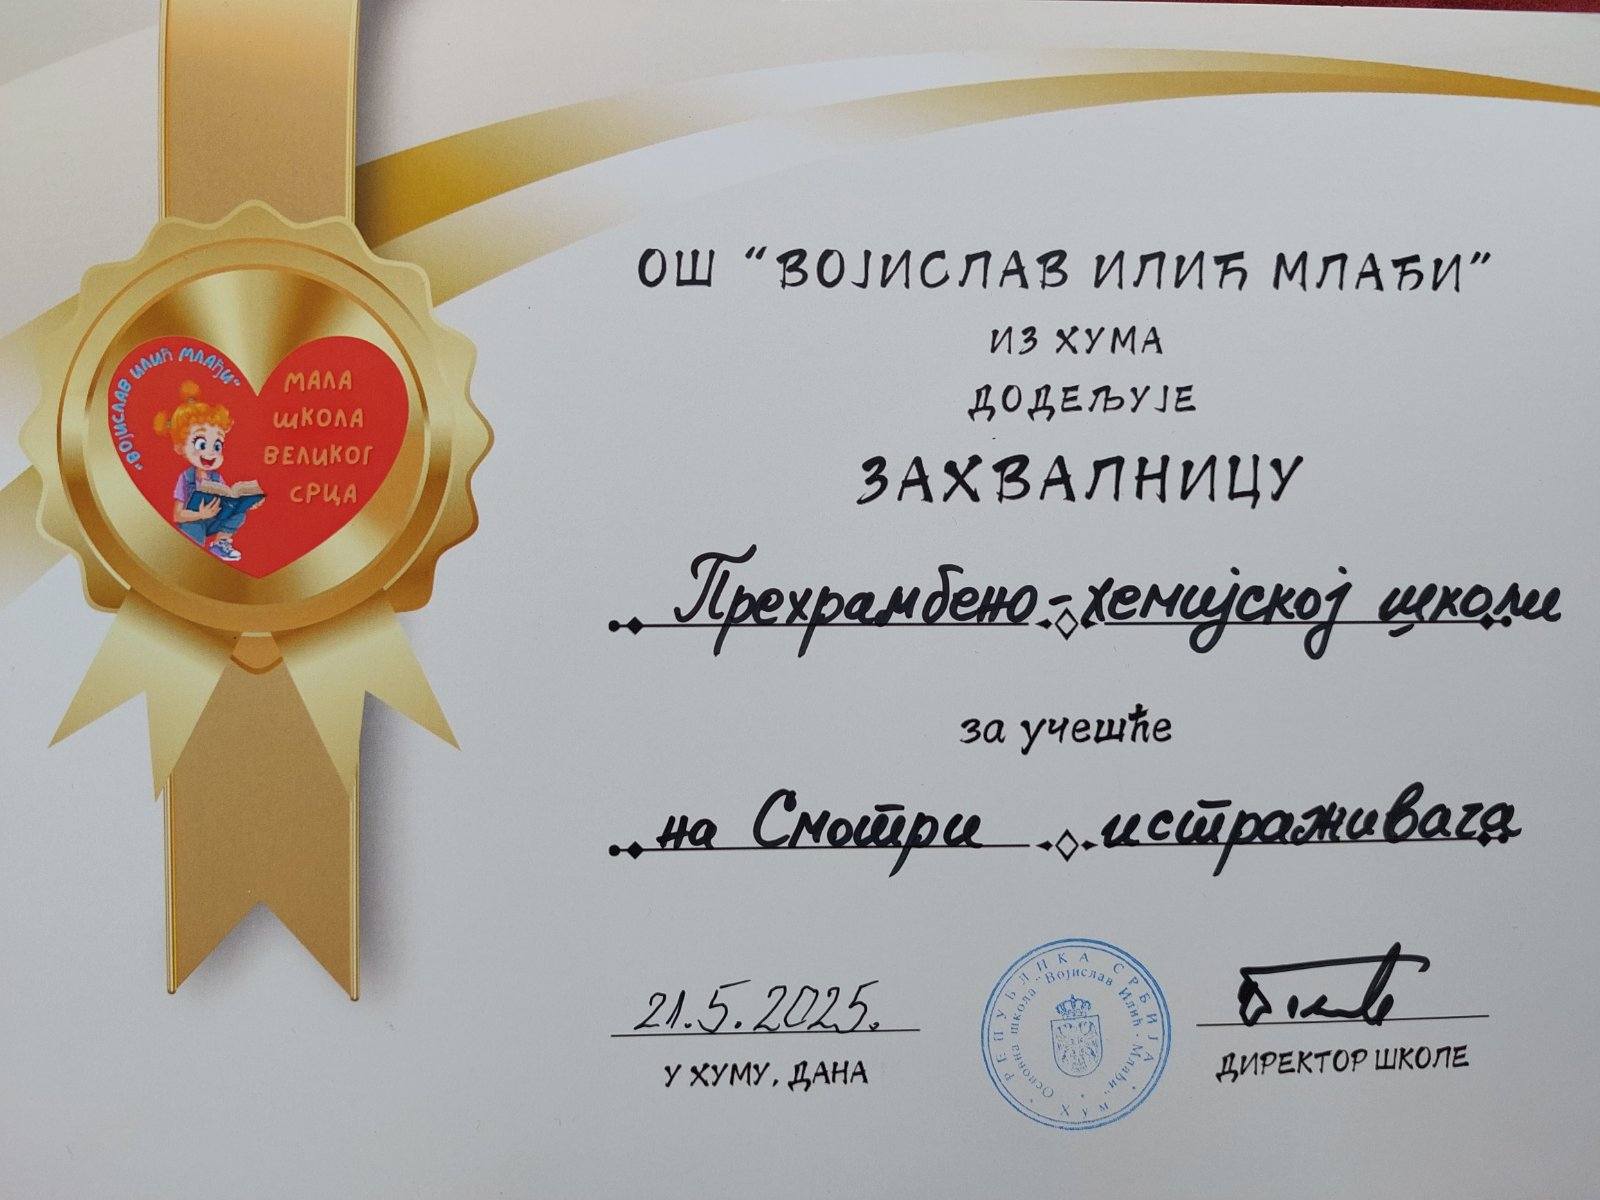 ОШ “ВОЈИСЛАВ ИЛИЋ МЛАЂИ”
ИЗ ХУМА
ДОДЕЉУЈЕ
ЗАХВАЛНИЦУ
Прехрамбено-хемијској школи
за учешће
на Смотри истраживача
21.5.2025.
У ХУМУ, ДАНА
ДИРЕКТОР ШКОЛЕ
"ВОЈИСЛАВ ИЛИЋ МЛАЂИ"
МАЛА
ШКОЛА
ВЕЛИКОГ
СРЦА
РЕПУБЛИКА СРБИЈА
Основна школа "Војислав Илић Млађи"
ХУМ